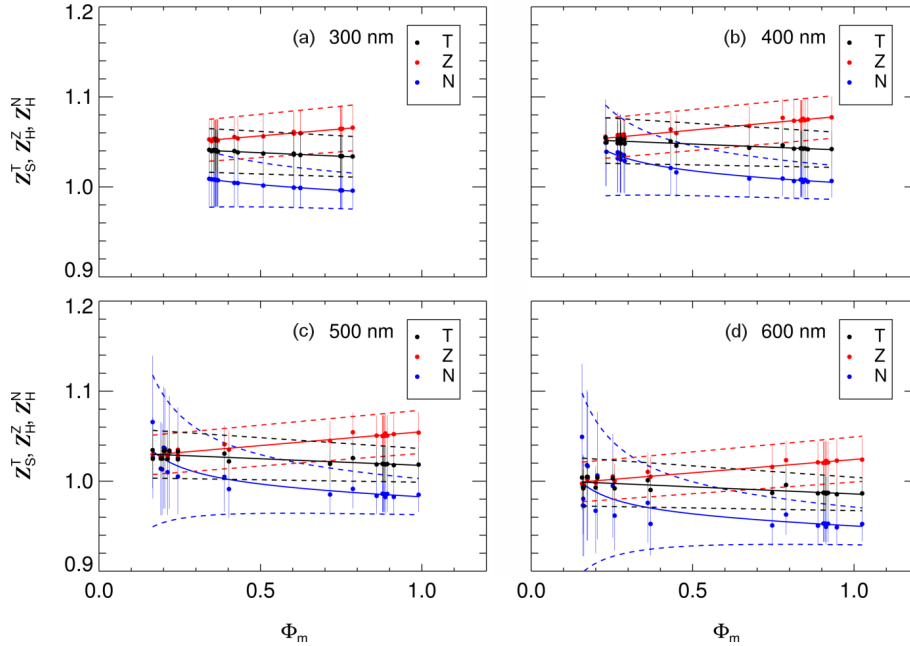 1.2
(a) 300 nm
T
Z
N
1.1
1.0
0.9
Z_S^T, Z_H^Z, Z_H^N
(b) 400 nm
T
Z
N
1.2
(c) 500 nm
T
Z
N
1.1
1.0
0.9
Z_S^T, Z_H^Z, Z_H^N
0.0 0.5 1.0
Φ_m
(d) 600 nm
T
Z
N
0.0 0.5 1.0
Φ_m